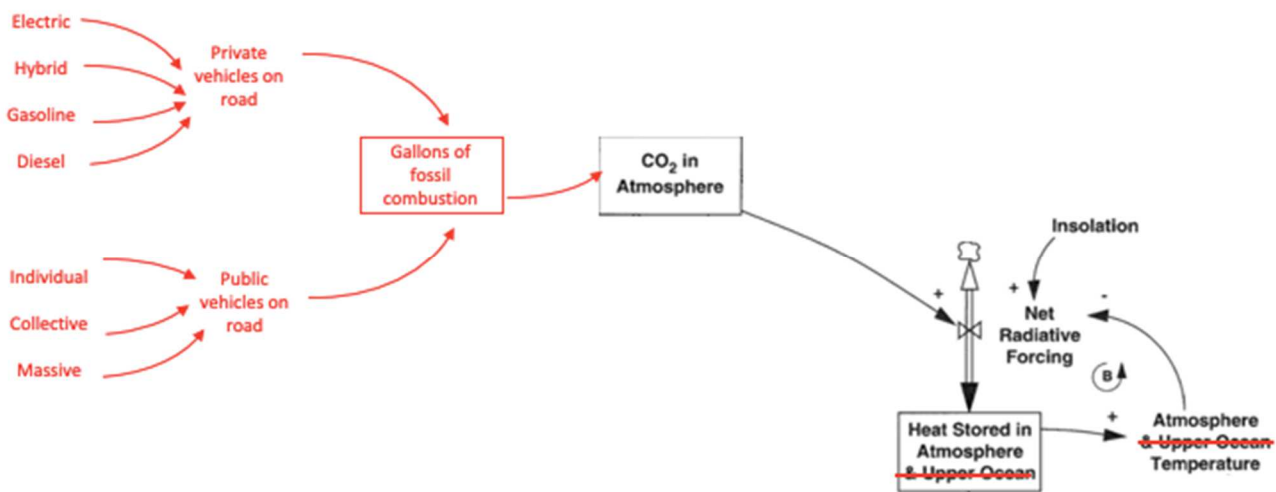 Electric
Hybrid
Gasoline
Diesel
Private
vehicles on
road
Gallons of
fossil
combustion
CO₂ in
Atmosphere
Individual
Collective
Massive
Public
vehicles on
road
Insolation
+
+
-
Net
Radiative
Forcing
B
Heat Stored in
Atmosphere
& Upper Ocean
+
Atmosphere
& Upper Ocean
Temperature